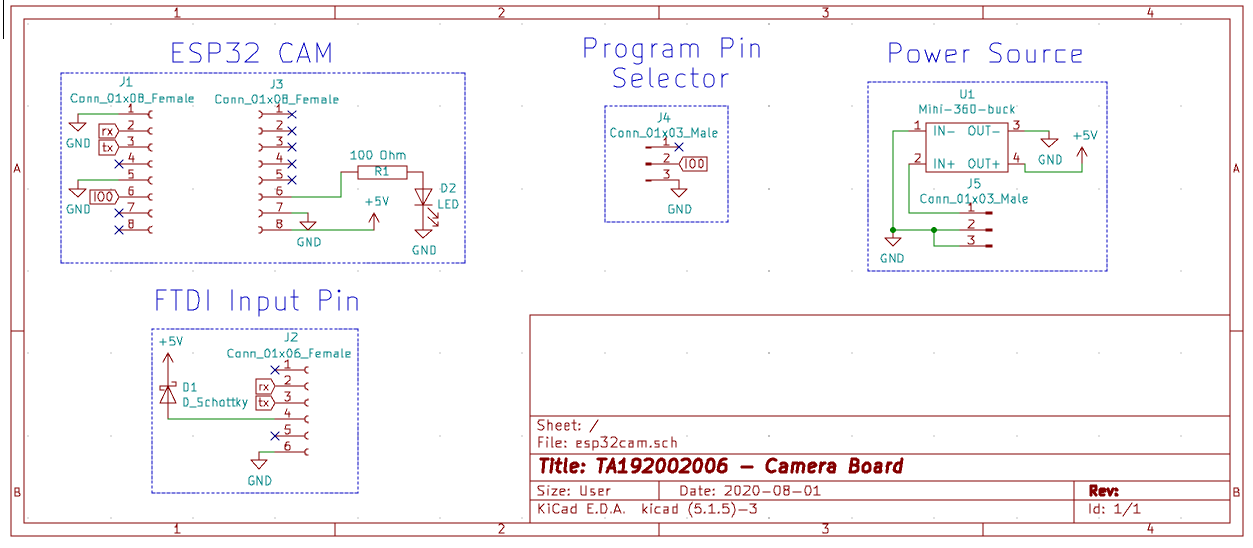 1 2 3 4
ESP32 CAM
Program Pin
Selector
Power Source
J1
Conn_01x08_Female
1
rx 2
tx 3
4
5
IO0 6
7
8
GND
GND
J3
Conn_01x08_Female
1
2
3
4
5
6
7
8
100 Ohm
R1
+5V
GND
D2
LED
GND
J4
Conn_01x03_Male
1
2 IO0
3
GND
U1
Mini-360-buck
1 IN- OUT- 3
2 IN+ OUT+ 4
+5V
GND
J5
Conn_01x03_Male
1
2
3
GND
A A
FTDI Input Pin
+5V
D1
D_Schottky
J2
Conn_01x06_Female
1
rx 2
tx 3
4
5
6
GND
Sheet: /
File: esp32cam.sch
Title: TA192002006 - Camera Board
Size: User Date: 2020-08-01 Rev:
KiCad E.D.A. kicad (5.1.5)-3 Id: 1/1
B B
1 2 3 4